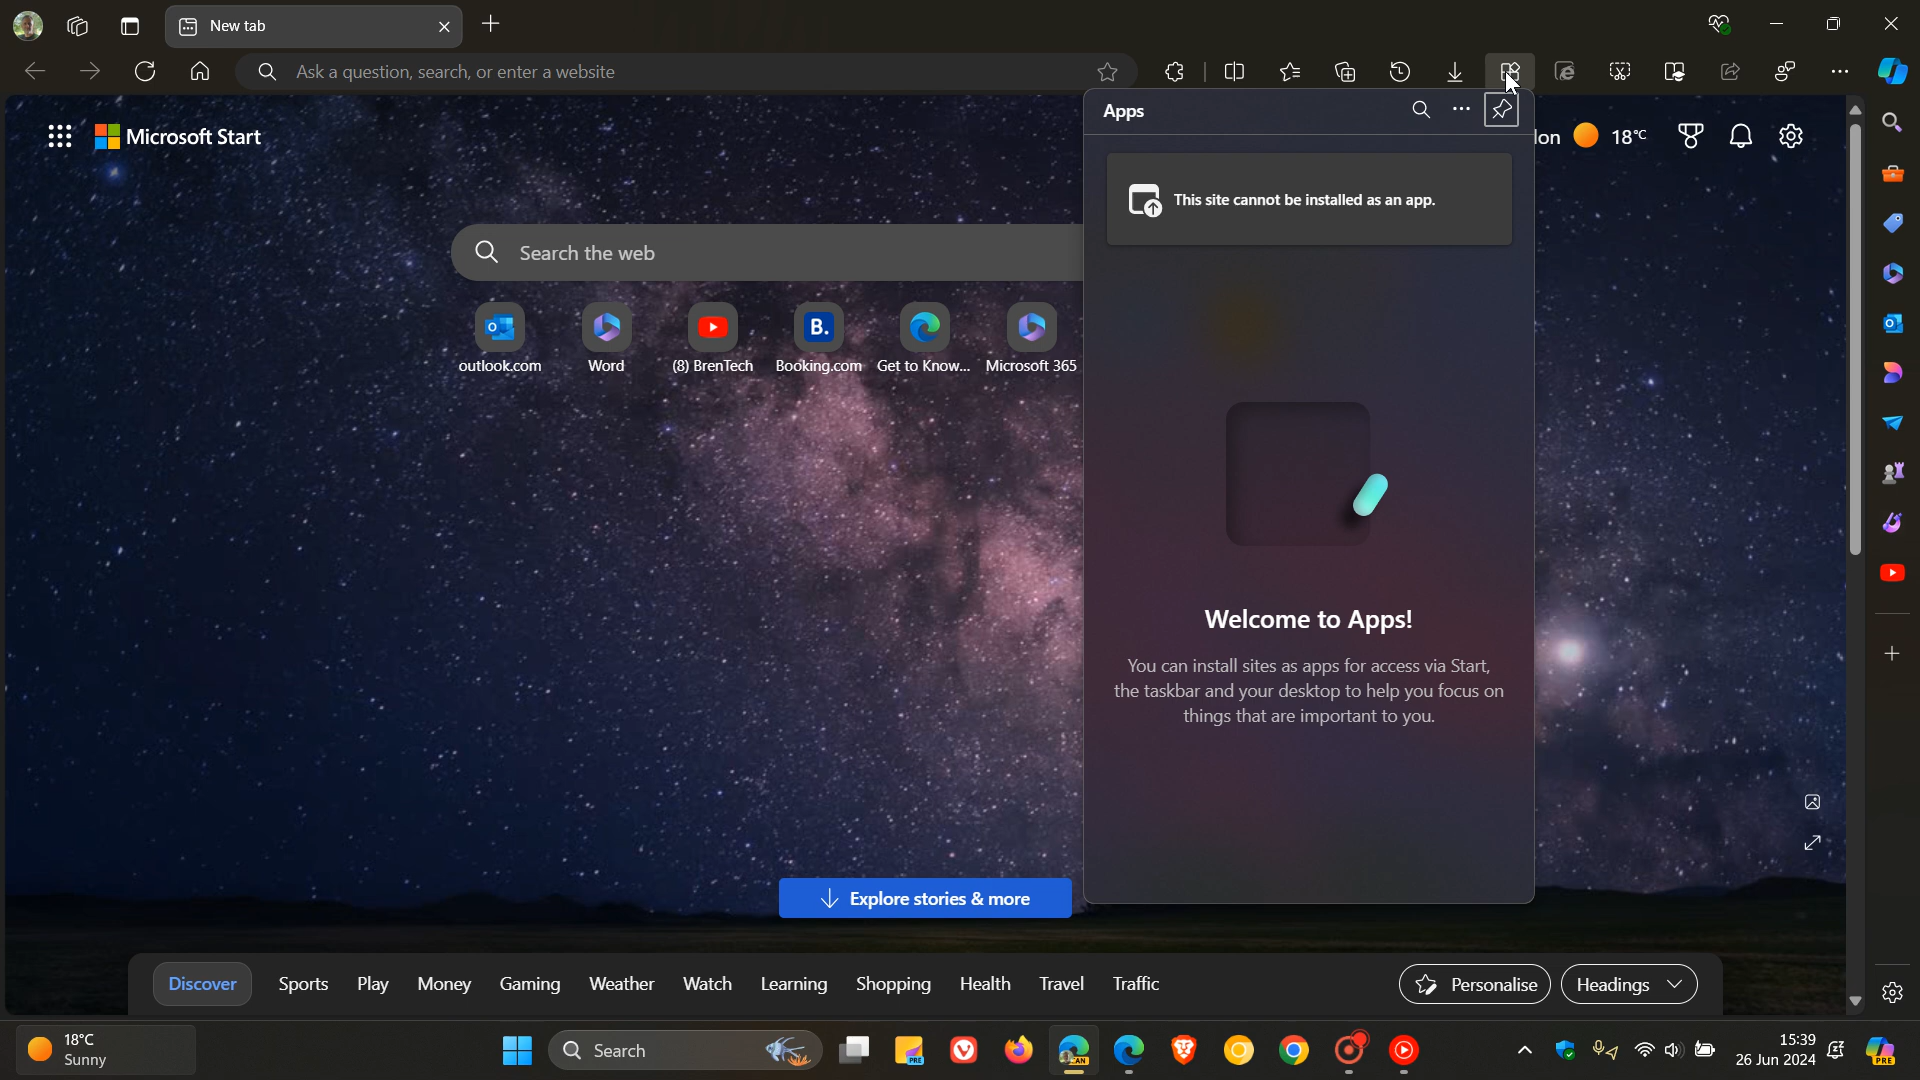 New tab
Ask a question, search, or enter a website
Apps
Microsoft Start
lon 18°C
This site cannot be installed as an app.
Search the web
outlook.com
Word
(8) BrenTech
B.
Booking.com
Get to Know...
Microsoft 365
Welcome to Apps!
You can install sites as apps for access via Start,
the taskbar and your desktop to help you focus on
things that are important to you.
Explore stories & more
Discover Sports Play Money Gaming Weather Watch Learning Shopping Health Travel Traffic Personalise Headings
18°C
Sunny
Search
PRE
CAN
15:39
26 Jun 2024
PRE